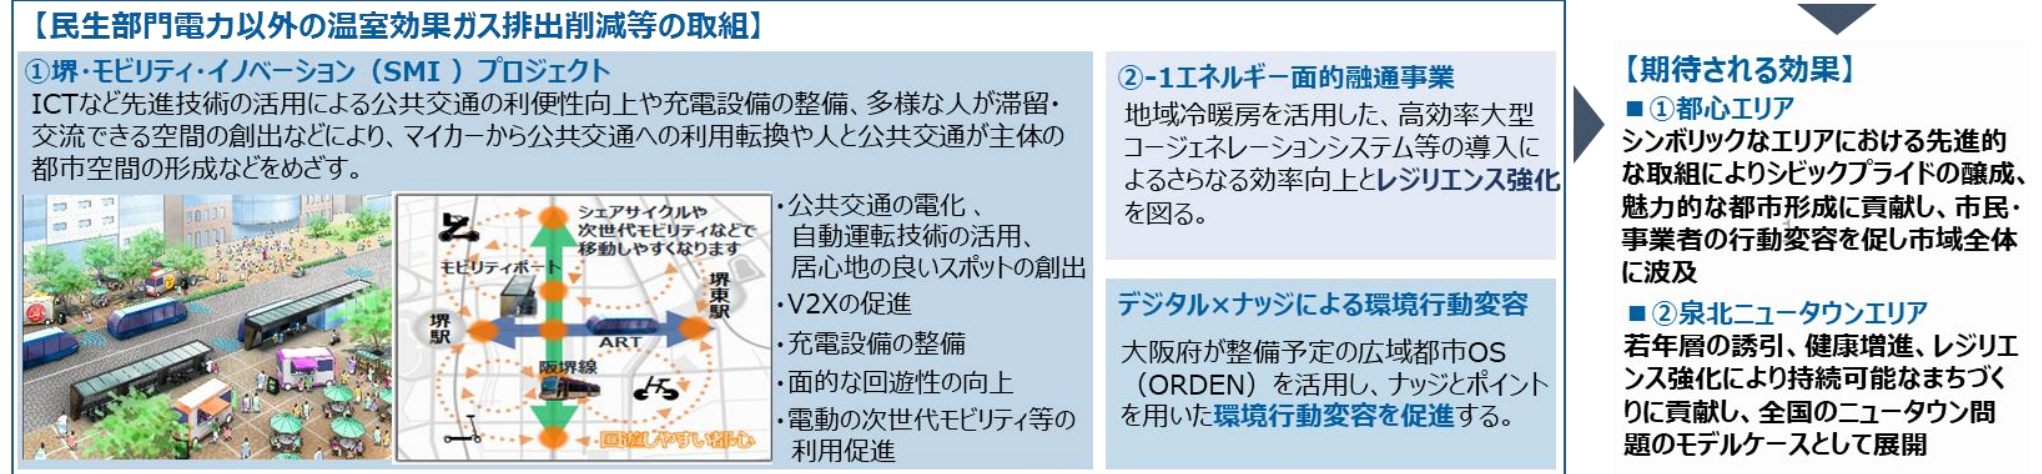 【民生部門電力以外の温室効果ガス排出削減等の取組】
①堺・モビリティ・イノベーション（SMI ）プロジェクト
ICTなど先進技術の活用による公共交通の利便性向上や充電設備の整備、多様な人が滞留・
交流できる空間の創出などにより、マイカーから公共交通への利用転換や人と公共交通が主体の
都市空間の形成などをめざす。
シェアサイクルや
次世代モビリティなどで
移動しやすくなります
モビリティポート
堺東駅
堺駅
ART
阪堺線
回遊しやすい都心
・公共交通の電化 、
自動運転技術の活用、
居心地の良いスポットの創出
・V2Xの促進
・充電設備の整備
・面的な回遊性の向上
・電動の次世代モビリティ等の
利用促進
②-1エネルギー面的融通事業
地域冷暖房を活用した、高効率大型
コージェネレーションシステム等の導入に
よるさらなる効率向上とレジリエンス強化
を図る。
デジタル×ナッジによる環境行動変容
大阪府が整備予定の広域都市OS
（ORDEN）を活用し、ナッジとポイント
を用いた環境行動変容を促進する。
【期待される効果】
■①都心エリア
シンボリックなエリアにおける先進的
な取組によりシビックプライドの醸成、
魅力的な都市形成に貢献し、市民・
事業者の行動変容を促し市域全体
に波及
■②泉北ニュータウンエリア
若年層の誘引、健康増進、レジリエ
ンス強化により持続可能なまちづく
りに貢献し、全国のニュータウン問
題のモデルケースとして展開